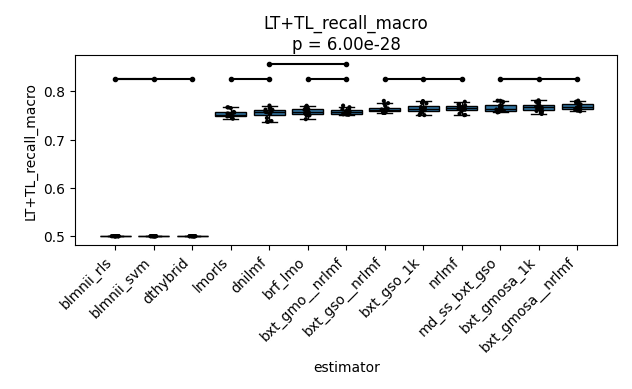 LT+TL_recall_macro
p = 6.00e-28
LT+TL_recall_macro
0.8
0.7
0.6
0.5
blmnii_rls
blmnii_svm
dthybrid
lmorls
dnilmf
brf_lmo
bxt_gmo__nrlmf
bxt_gso__nrlmf
bxt_gso_1k
nrlmf
md_ss_bxt_gso
bxt_gmosa_1k
bxt_gmosa__nrlmf
estimator